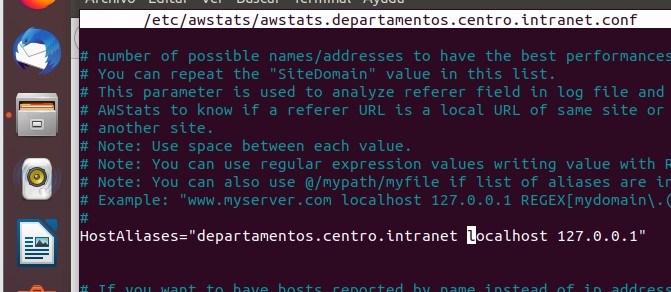 Archivo Editar Ver Buscar Terminal Ayuda
/etc/awstats/awstats.departamentos.centro.intranet.conf
# number of possible names/addresses to have the best performances
# You can repeat the "SiteDomain" value in this list.
# This parameter is used to analyze referer field in log file and
# AWStats to know if a referer URL is a local URL of same site or
# another site.
# Note: Use space between each value.
# Note: You can use regular expression values writing value with R
# Note: You can also use @/mypath/myfile if list of aliases are in
# Example: "www.myserver.com localhost 127.0.0.1 REGEX[mydomain\.(
#
HostAliases="departamentos.centro.intranet localhost 127.0.0.1"
# If you want to have hosts reported by name instead of ip addres